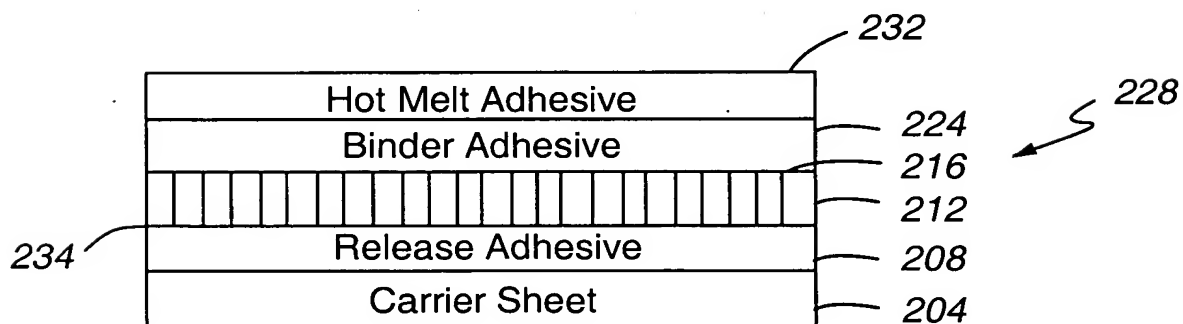 232
Hot Melt Adhesive
228
224
Binder Adhesive
216
212
234
Release Adhesive
208
Carrier Sheet
204